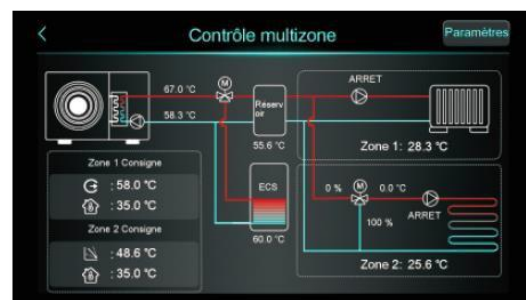 Contrôle multizone
Paramètres
67.0 °C
M
ARRET
58.3 °C
Réserv
oir
55.6 °C
Zone 1: 28.3 °C
Zone 1 Consigne
: 58.0 °C
: 35.0 °C
Zone 2 Consigne
: 48.6 °C
: 35.0 °C
ECS
60.0 °C
0 %
M
0.0 °C
ARRET
100 %
Zone 2: 25.6 °C